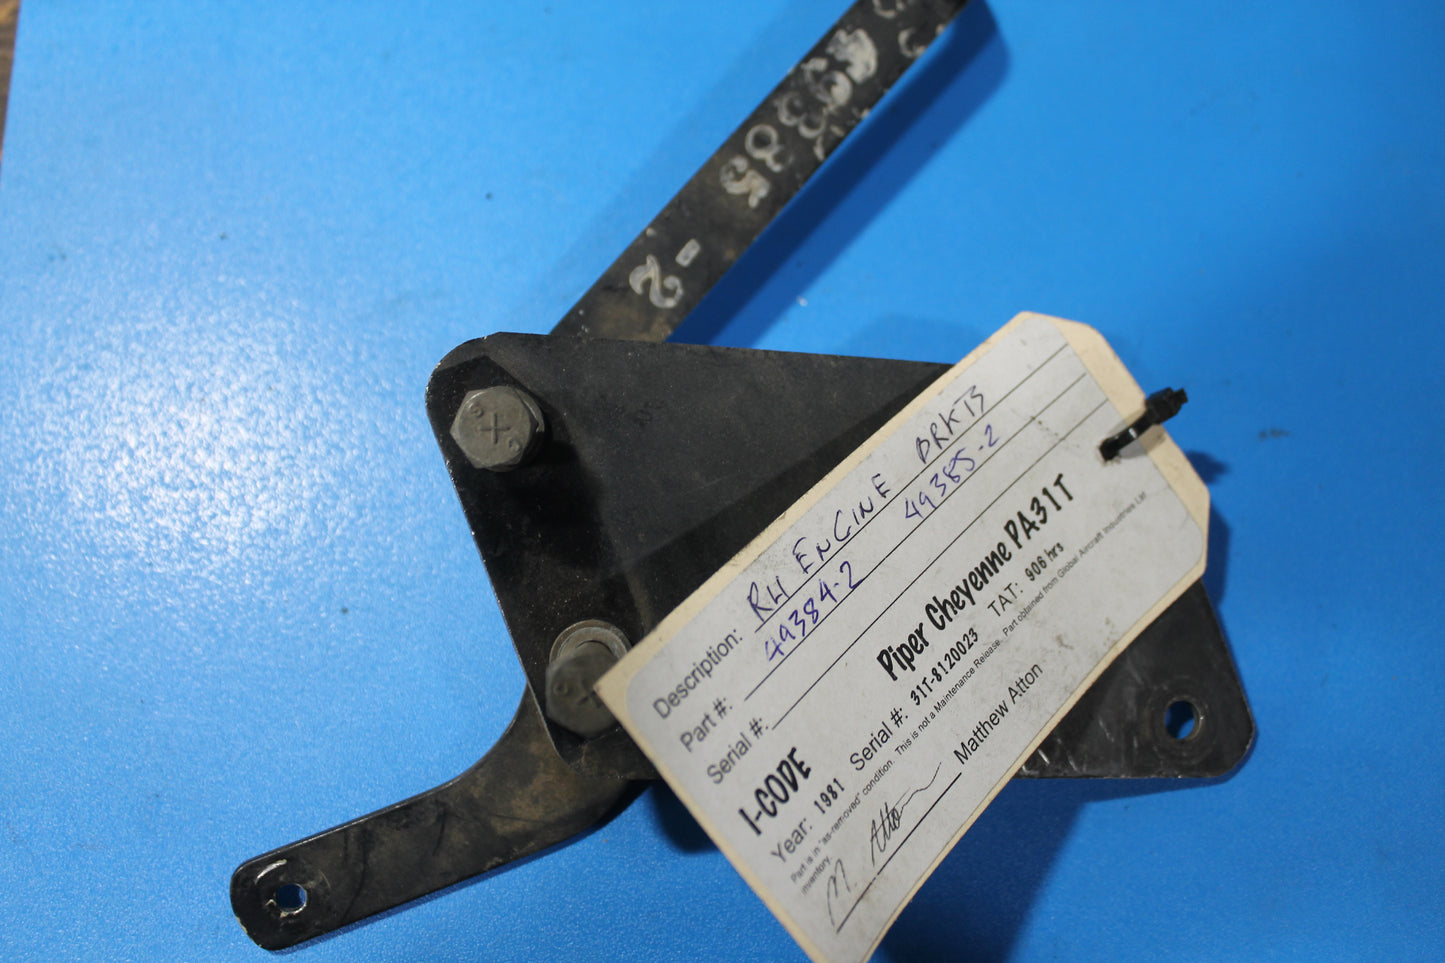 49385
-2
Description: RH ENGINE BRKTS
Part #: 49384-2 49385-2
Serial #:
I-CODE Piper Cheyenne PA31T
Year: 1981 Serial #: 31T-8120023 TAT: 906 hrs
Part is in "as-removed" condition. This is not a Maintenance Release. Part obtained from Global Aircraft Industries Ltd
inventory.
M. Atton Matthew Atton